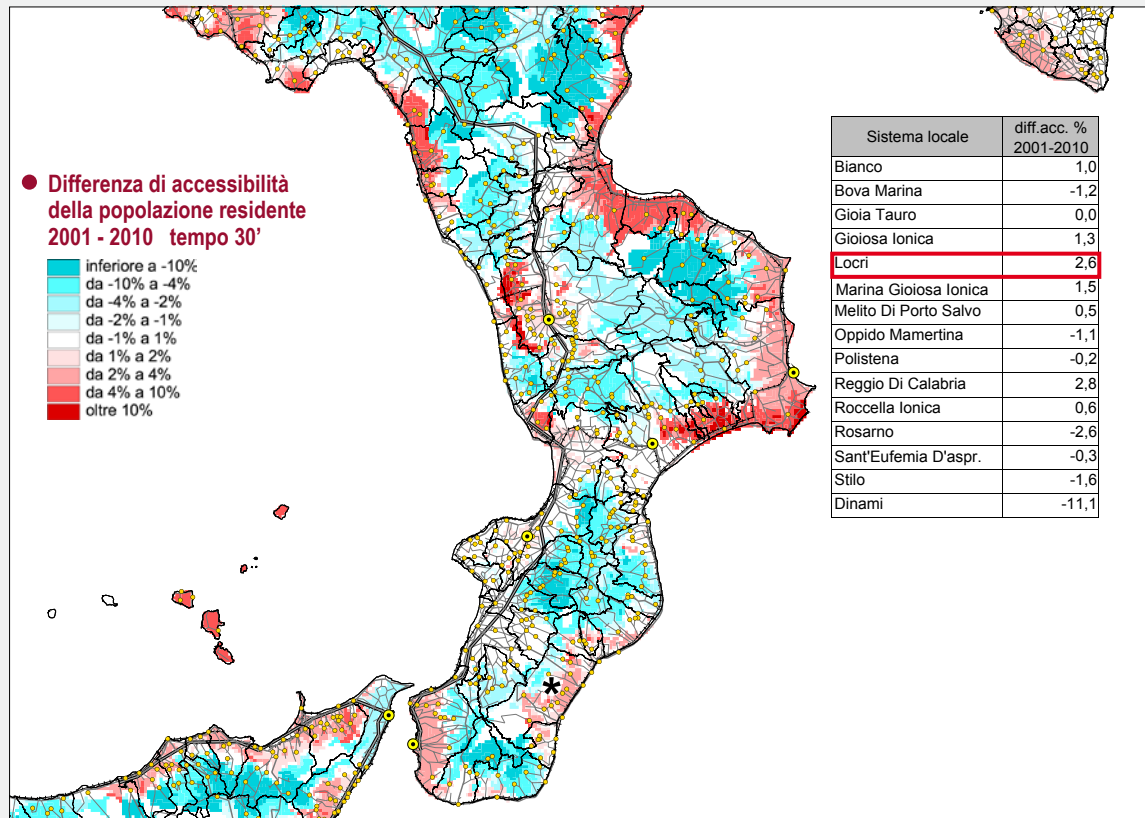 ● Differenza di accessibilità
della popolazione residente
2001 - 2010 tempo 30’
inferiore a -10%
da -10% a -4%
da -4% a -2%
da -2% a -1%
da -1% a 1%
da 1% a 2%
da 2% a 4%
da 4% a 10%
oltre 10%
Sistema locale diff.acc. %
2001-2010
Bianco 1,0
Bova Marina -1,2
Gioia Tauro 0,0
Gioiosa Ionica 1,3
Locri 2,6
Marina Gioiosa Ionica 1,5
Melito Di Porto Salvo 0,5
Oppido Mamertina -1,1
Polistena -0,2
Reggio Di Calabria 2,8
Roccella Ionica 0,6
Rosarno -2,6
Sant'Eufemia D'aspr. -0,3
Stilo -1,6
Dinami -11,1
*